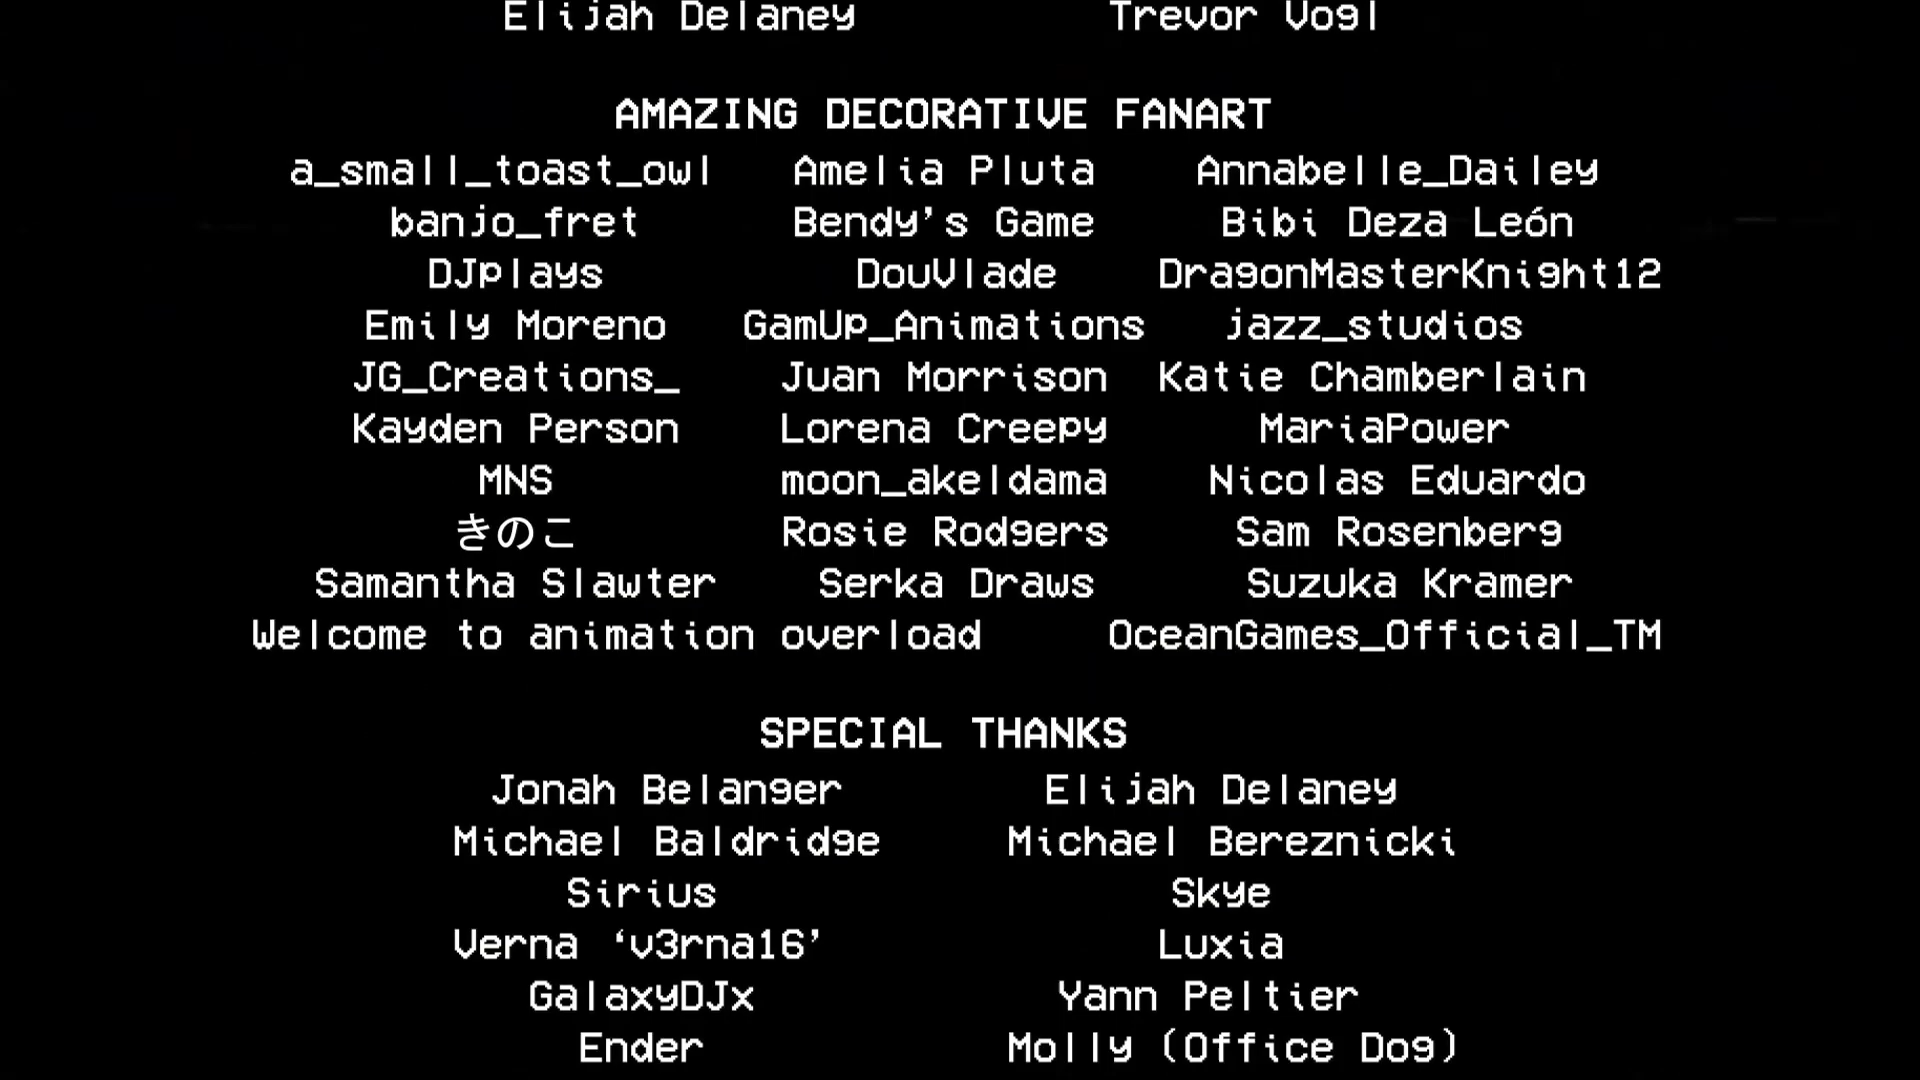 Elijah Delaney Trevor Vogl
AMAZING DECORATIVE FANART
a_small_toast_owl Amelia Pluta Annabelle_Dailey
banjo_fret Bendy’s Game Bibi Deza León
DJplays DouVlade DragonMasterKnight12
Emily Moreno GamUp_Animations jazz_studios
JG_Creations_ Juan Morrison Katie Chamberlain
Kayden Person Lorena Creepy MariaPower
MNS moon_akeldama Nicolas Eduardo
きのこ Rosie Rodgers Sam Rosenberg
Samantha Slawter Serka Draws Suzuka Kramer
Welcome to animation overload OceanGames_Official_TM
SPECIAL THANKS
Jonah Belanger Elijah Delaney
Michael Baldridge Michael Bereznicki
Sirius Skye
Verna ‘v3rna16’ Luxia
GalaxyDJx Yann Peltier
Ender Molly (Office Dog)